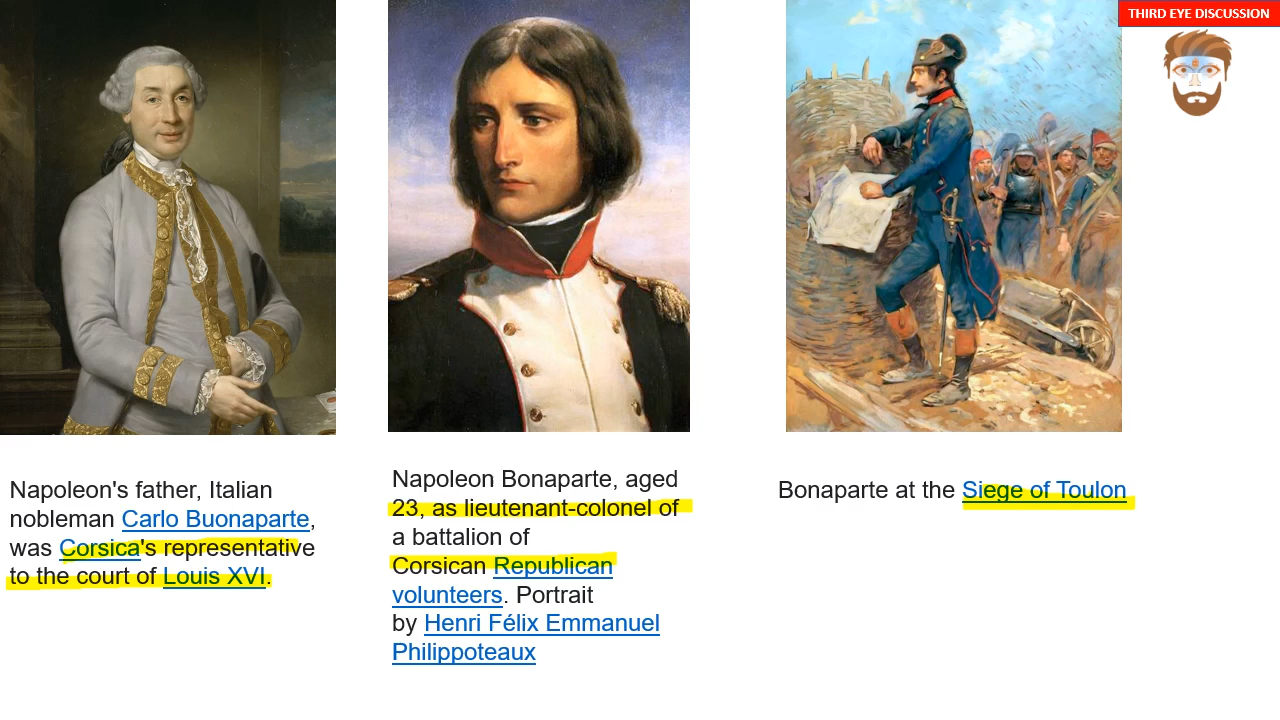 THIRD EYE DISCUSSION
Napoleon's father, Italian
nobleman Carlo Buonaparte,
was Corsica's representative
to the court of Louis XVI.
Napoleon Bonaparte, aged
23, as lieutenant-colonel of
a battalion of
Corsican Republican
volunteers. Portrait
by Henri Félix Emmanuel
Philippoteaux
Bonaparte at the Siege of Toulon